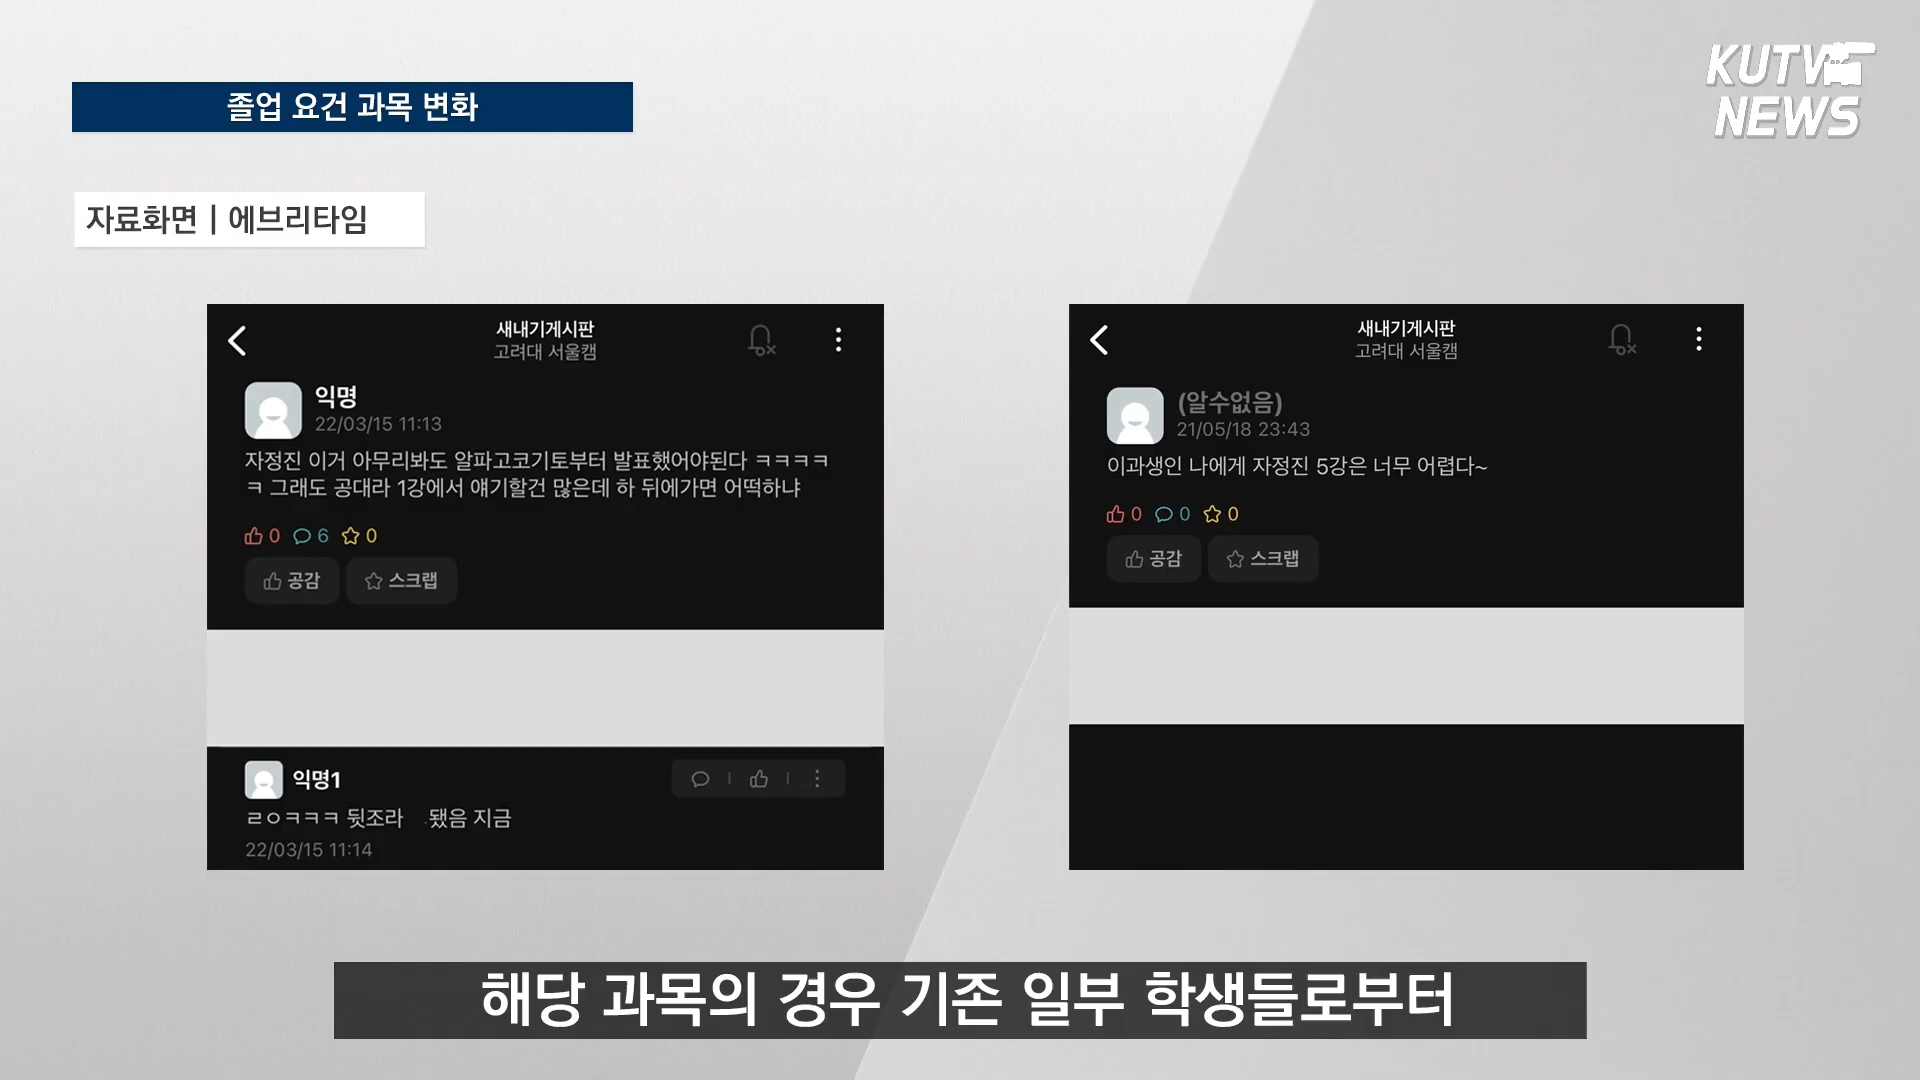 KUTV
NEWS
졸업 요건 과목 변화
자료화면 | 에브리타임
새내기게시판
고려대 서울캠
익명
22/03/15 11:13
자정진 이거 아무리봐도 알파고코기토부터 발표했어야된다 ㅋㅋㅋㅋ
ㅋ 그래도 공대라 1강에서 얘기할건 많은데 하 뒤에가면 어떡하냐
0 6 0
공감 스크랩
익명1
ㄹㅇㅋㅋㅋ 뒷조라 됐음 지금
22/03/15 11:14
새내기게시판
고려대 서울캠
(알수없음)
21/05/18 23:43
이과생인 나에게 자정진 5강은 너무 어렵다~
0 0 0
공감 스크랩
해당 과목의 경우 기존 일부 학생들로부터